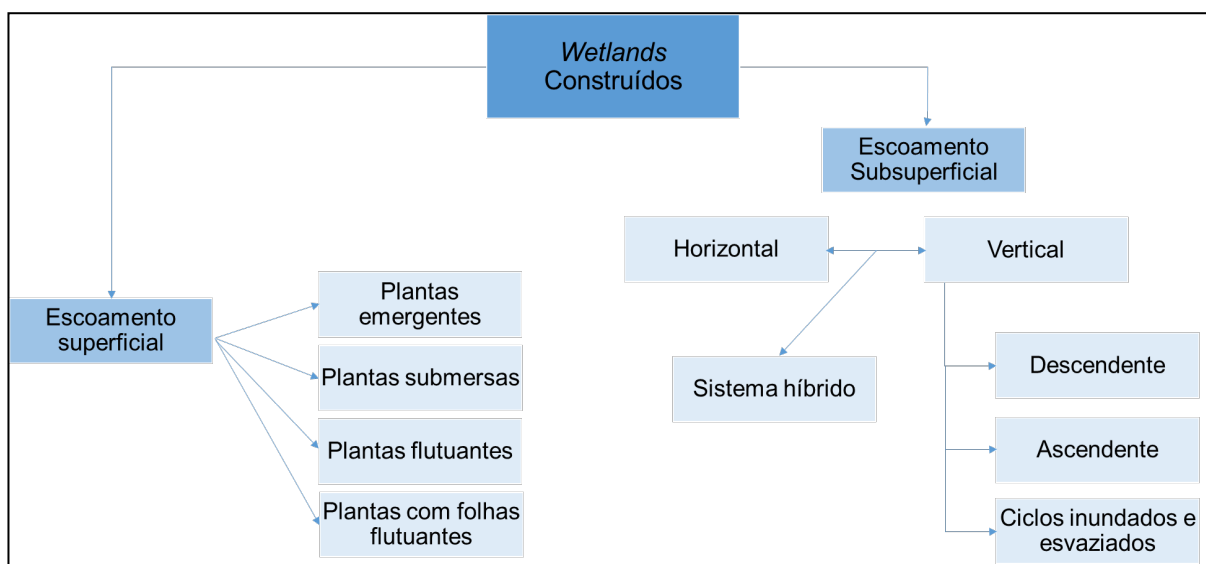 Wetlands
Construídos
Escoamento
Subsuperficial
Horizontal
Vertical
Escoamento
superficial
Plantas
emergentes
Plantas submersas
Plantas flutuantes
Plantas com folhas
flutuantes
Sistema híbrido
Descendente
Ascendente
Ciclos inundados e
esvaziados